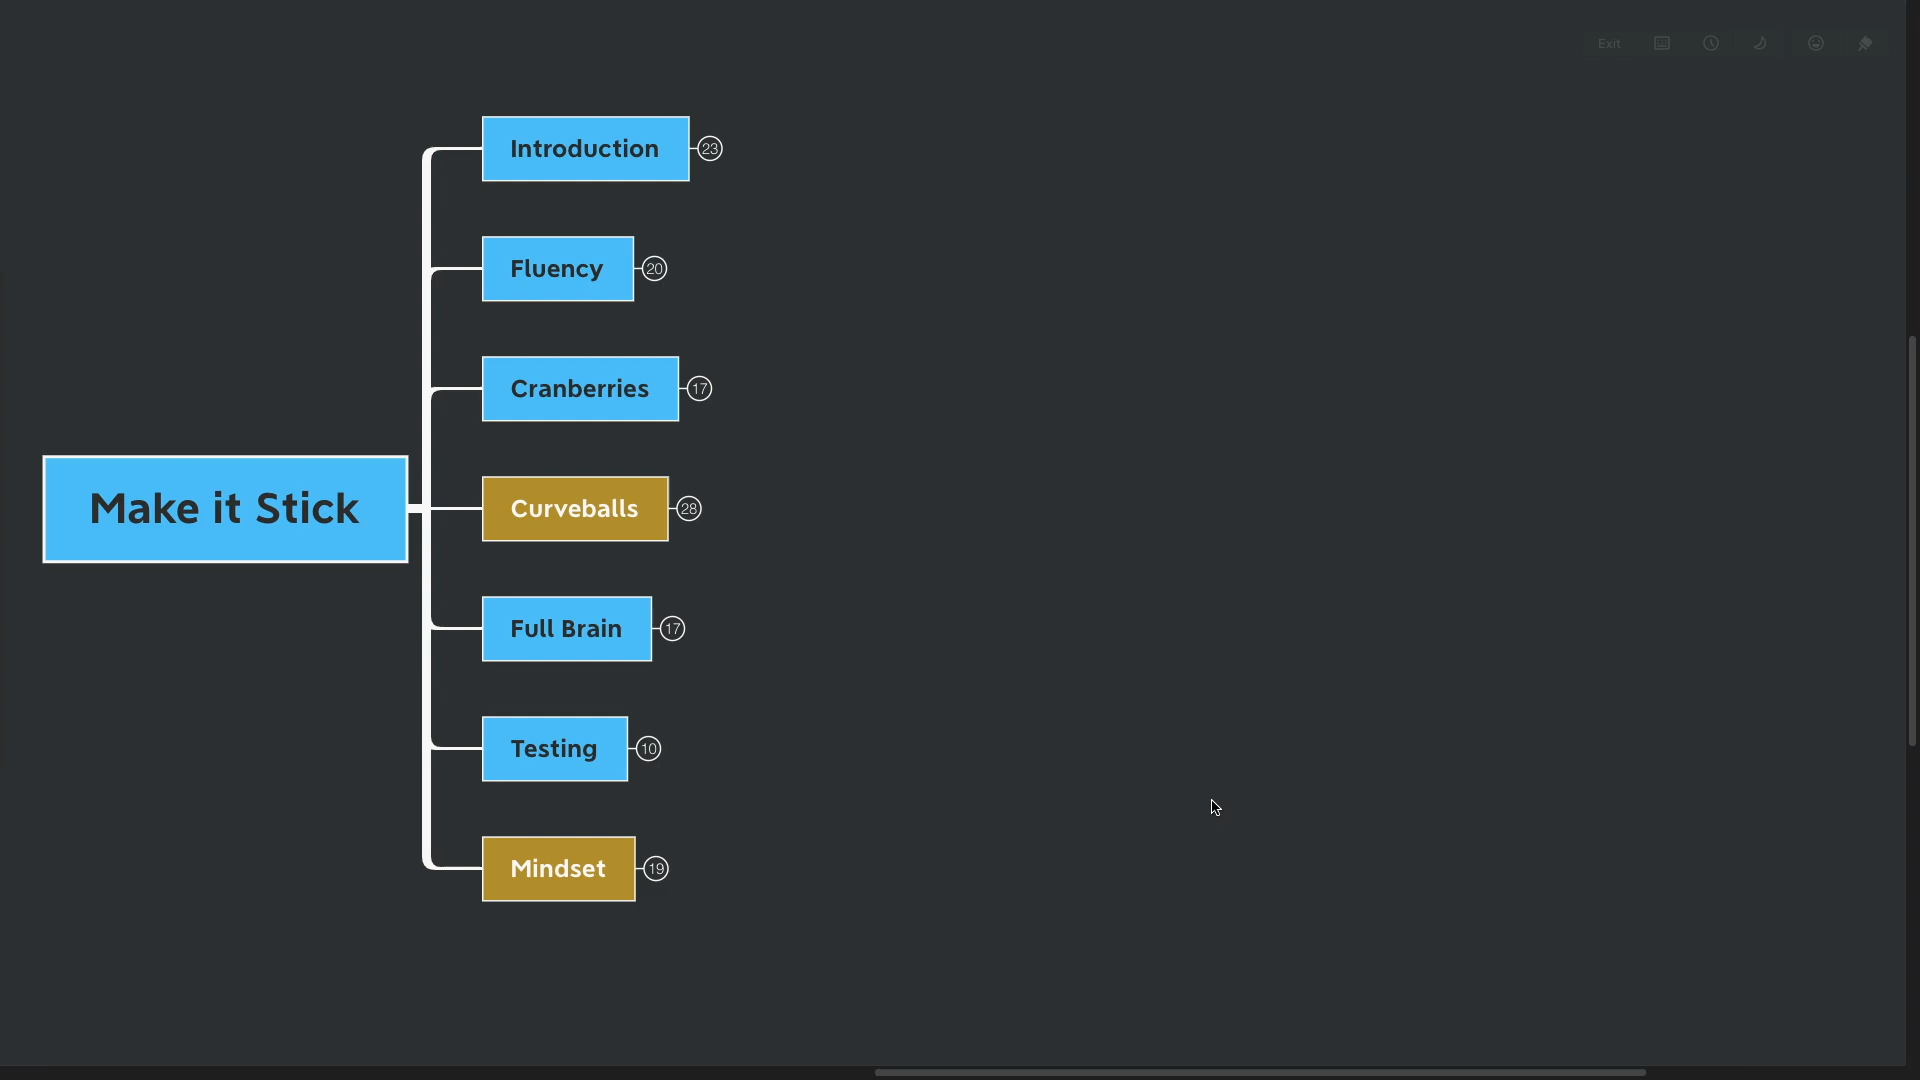 Exit
Introduction 23
Fluency 20
Cranberries 17
Make it Stick
Curveballs 28
Full Brain 17
Testing 10
Mindset 19